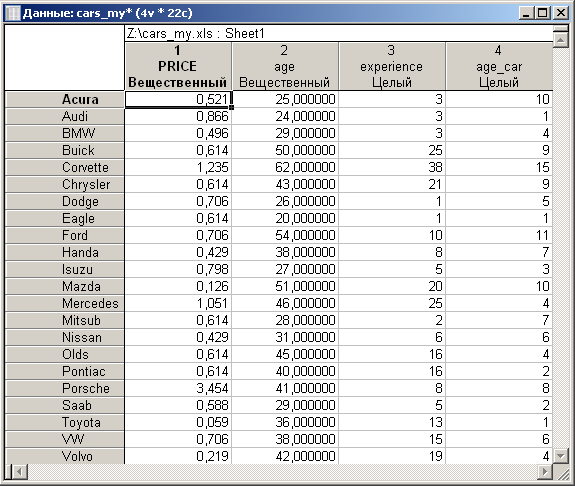 Данные: cars_my* (4v * 22c)
Z:\cars_my.xls : Sheet1
1 2 3 4
PRICE age experience age_car
Вещественный Вещественный Целый Целый
Acura 0,521 25,000000 3 10
Audi 0,866 24,000000 3 1
BMW 0,496 29,000000 3 4
Buick 0,614 50,000000 25 9
Corvette 1,235 62,000000 38 15
Chrysler 0,614 43,000000 21 9
Dodge 0,706 26,000000 1 5
Eagle 0,614 20,000000 1 1
Ford 0,706 54,000000 10 11
Handa 0,429 38,000000 8 7
Isuzu 0,798 27,000000 5 3
Mazda 0,126 51,000000 20 10
Mercedes 1,051 46,000000 25 4
Mitsub 0,614 28,000000 2 7
Nissan 0,429 31,000000 6 6
Olds 0,614 45,000000 16 4
Pontiac 0,614 40,000000 16 2
Porsche 3,454 41,000000 8 8
Saab 0,588 29,000000 5 2
Toyota 0,059 36,000000 13 1
VW 0,706 38,000000 15 6
Volvo 0,219 42,000000 19 4